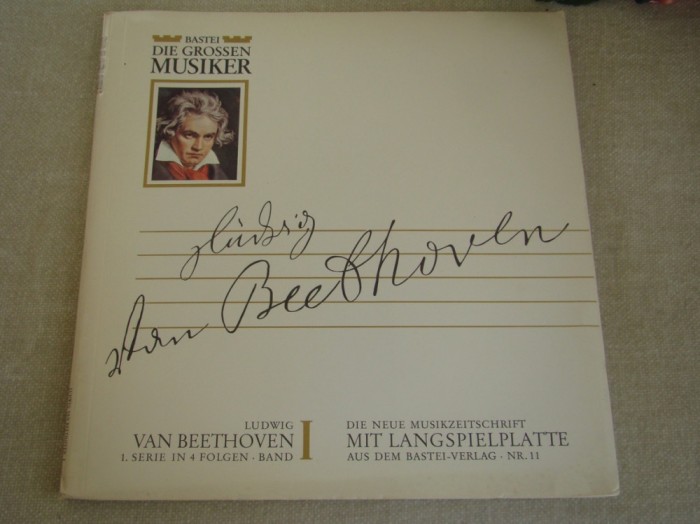 BASTEI
DIE GROSSEN
MUSIKER
Ludwig
van Beethoven
LUDWIG
VAN BEETHOVEN I
1. SERIE IN 4 FOLGEN · BAND
DIE NEUE MUSIKZEITSCHRIFT
MIT LANGSPIELPLATTE
AUS DEM BASTEI-VERLAG · NR. 11